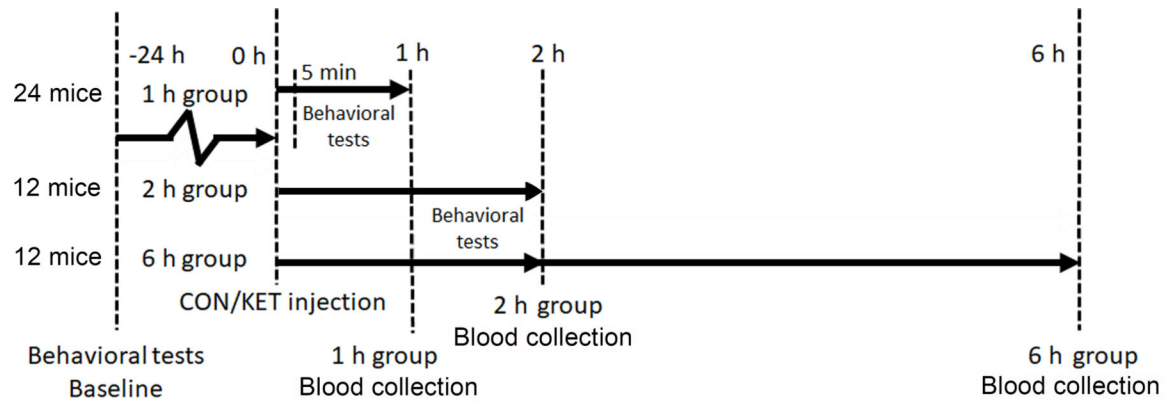 -24 h
0 h
1 h
2 h
6 h
5 min
24 mice
1 h group
Behavioral
tests
12 mice
2 h group
Behavioral
tests
12 mice
6 h group
CON/KET injection
2 h group
Blood collection
Behavioral tests
Baseline
1 h group
Blood collection
6 h group
Blood collection